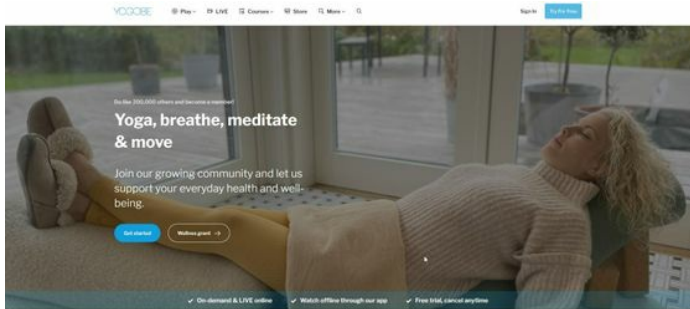 YOGOBE
Play LIVE Courses Store More Sign In Try For Free
Do like 200,000 others and become a member!
Yoga, breathe, meditate
& move
Join our growing community and let us
support your everyday health and well-
being.
Get started Wellness grant →
✓ On-demand & LIVE online ✓ Watch offline through our app ✓ Free trial, cancel anytime